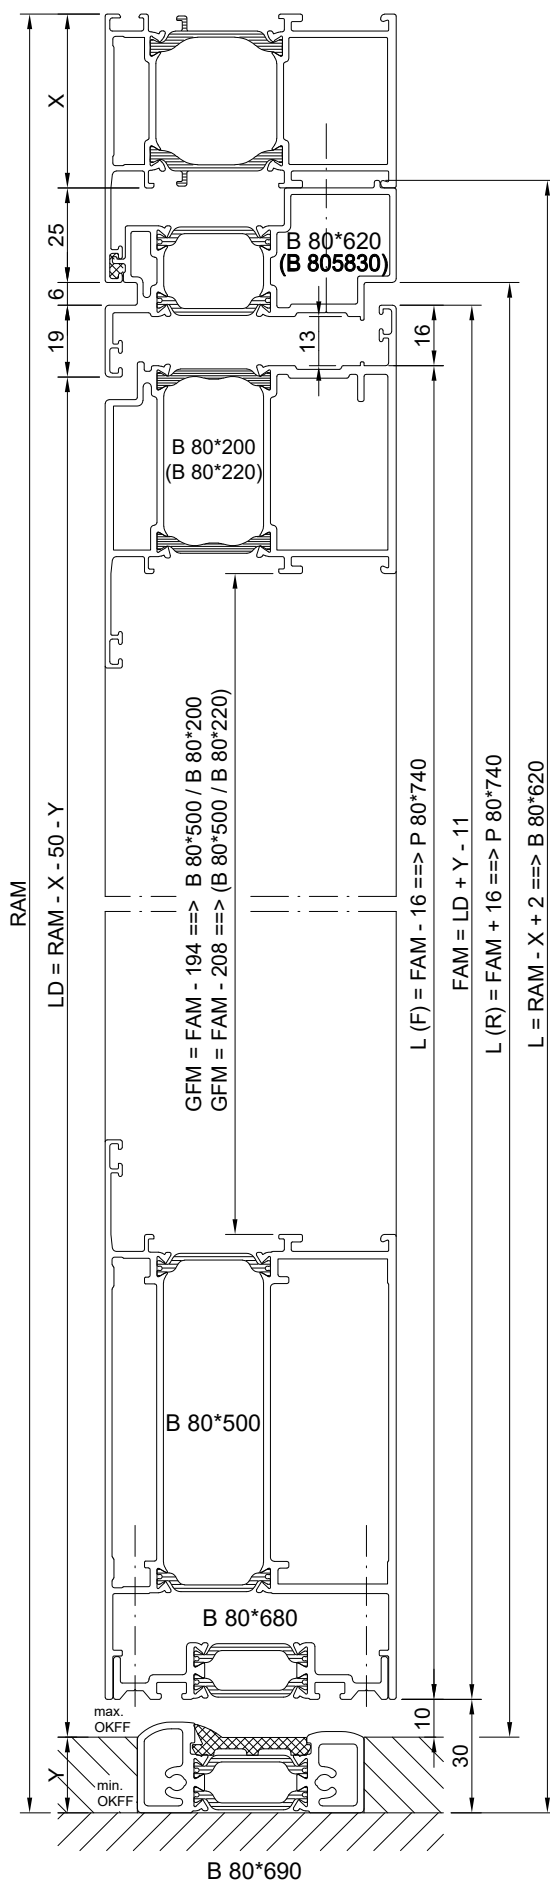 X
25
6
19
B 80*620
(B 805830)
13
16
B 80*200
(B 80*220)
RAM
LD = RAM - X - 50 - Y
GFM = FAM - 194 ==> B 80*500 / B 80*200
GFM = FAM - 208 ==> (B 80*500 / B 80*220)
L (F) = FAM - 16 ==> P 80*740
FAM = LD + Y - 11
L (R) = FAM + 16 ==> P 80*740
L = RAM - X + 2 ==> B 80*620
B 80*500
B 80*680
max.
OKFF
10
30
Y
min.
OKFF
B 80*690